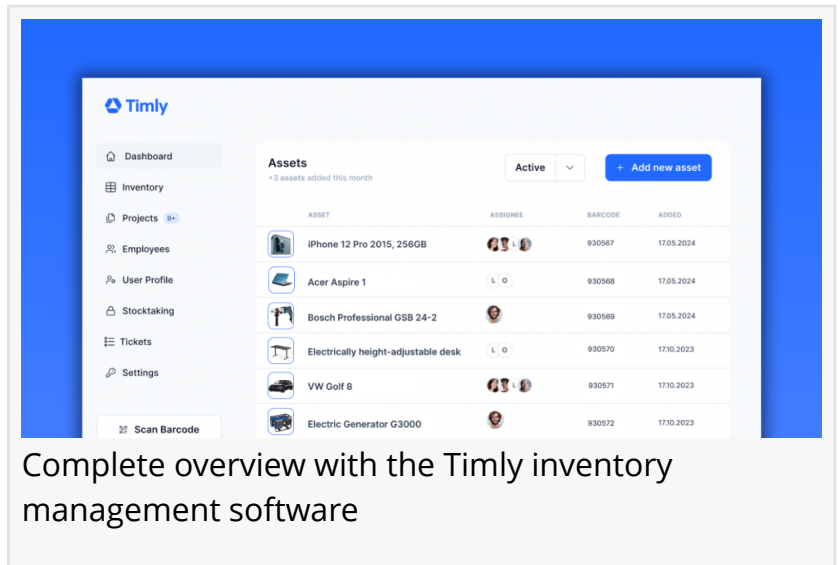 Timly
Dashboard
Inventory
Projects 9+
Employees
User Profile
Stocktaking
Tickets
Settings
Scan Barcode
Assets
+3 assets added this month
Active
+ Add new asset
ASSET ASSIGNEE BARCODE ADDED
iPhone 12 Pro 2015, 256GB L 930567 17.05.2024
Acer Aspire 1 L O 930568 17.05.2024
Bosch Professional GSB 24-2 930569 17.05.2024
Electrically height-adjustable desk L O 930570 17.10.2023
VW Golf 8 L 930571 17.10.2023
Electric Generator G3000 930572 17.10.2023
Complete overview with the Timly inventory
management software